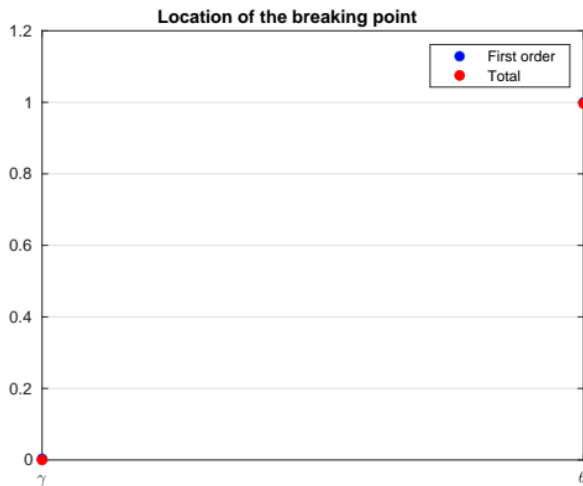 Location of the breaking point
1.2
First order
Total
1
0.8
0.6
0.4
0.2
0
γ